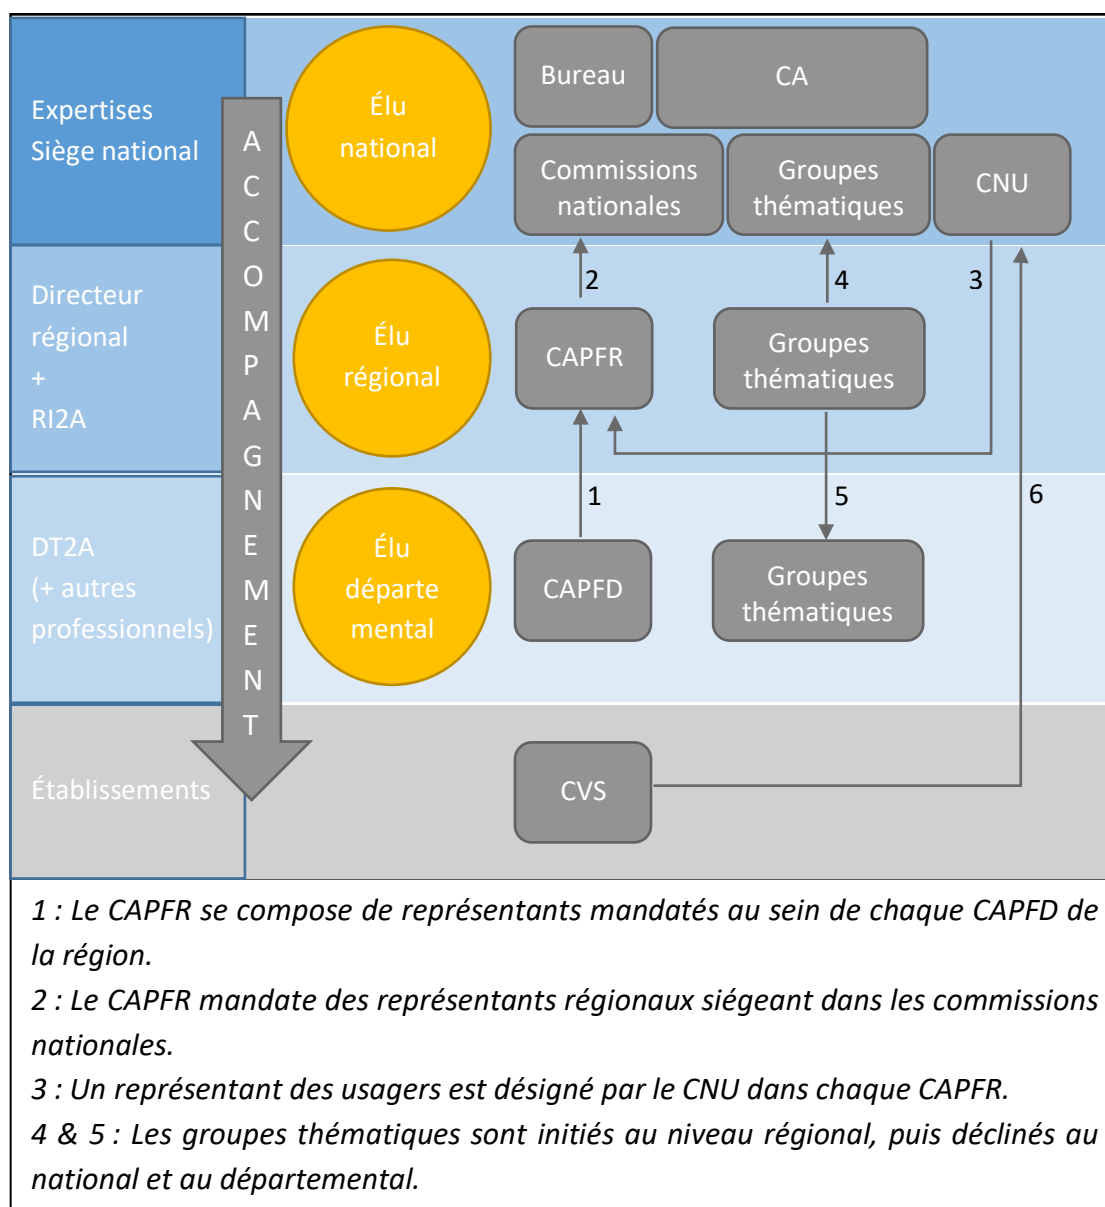 Expertises
Siège national
ACCOMPAGNEMENT
Élu
national
Bureau
CA
Commissions
nationales
Groupes
thématiques
CNU
Directeur
régional
+
RI2A
Élu
régional
2
4
3
CAPFR
Groupes
thématiques
DT2A
(+ autres
professionnels)
Élu
départe
mental
1
5
6
CAPFD
Groupes
thématiques
Établissements
CVS
1 : Le CAPFR se compose de représentants mandatés au sein de chaque CAPFD de
la région.
2 : Le CAPFR mandate des représentants régionaux siégeant dans les commissions
nationales.
3 : Un représentant des usagers est désigné par le CNU dans chaque CAPFR.
4 & 5 : Les groupes thématiques sont initiés au niveau régional, puis déclinés au
national et au départemental.